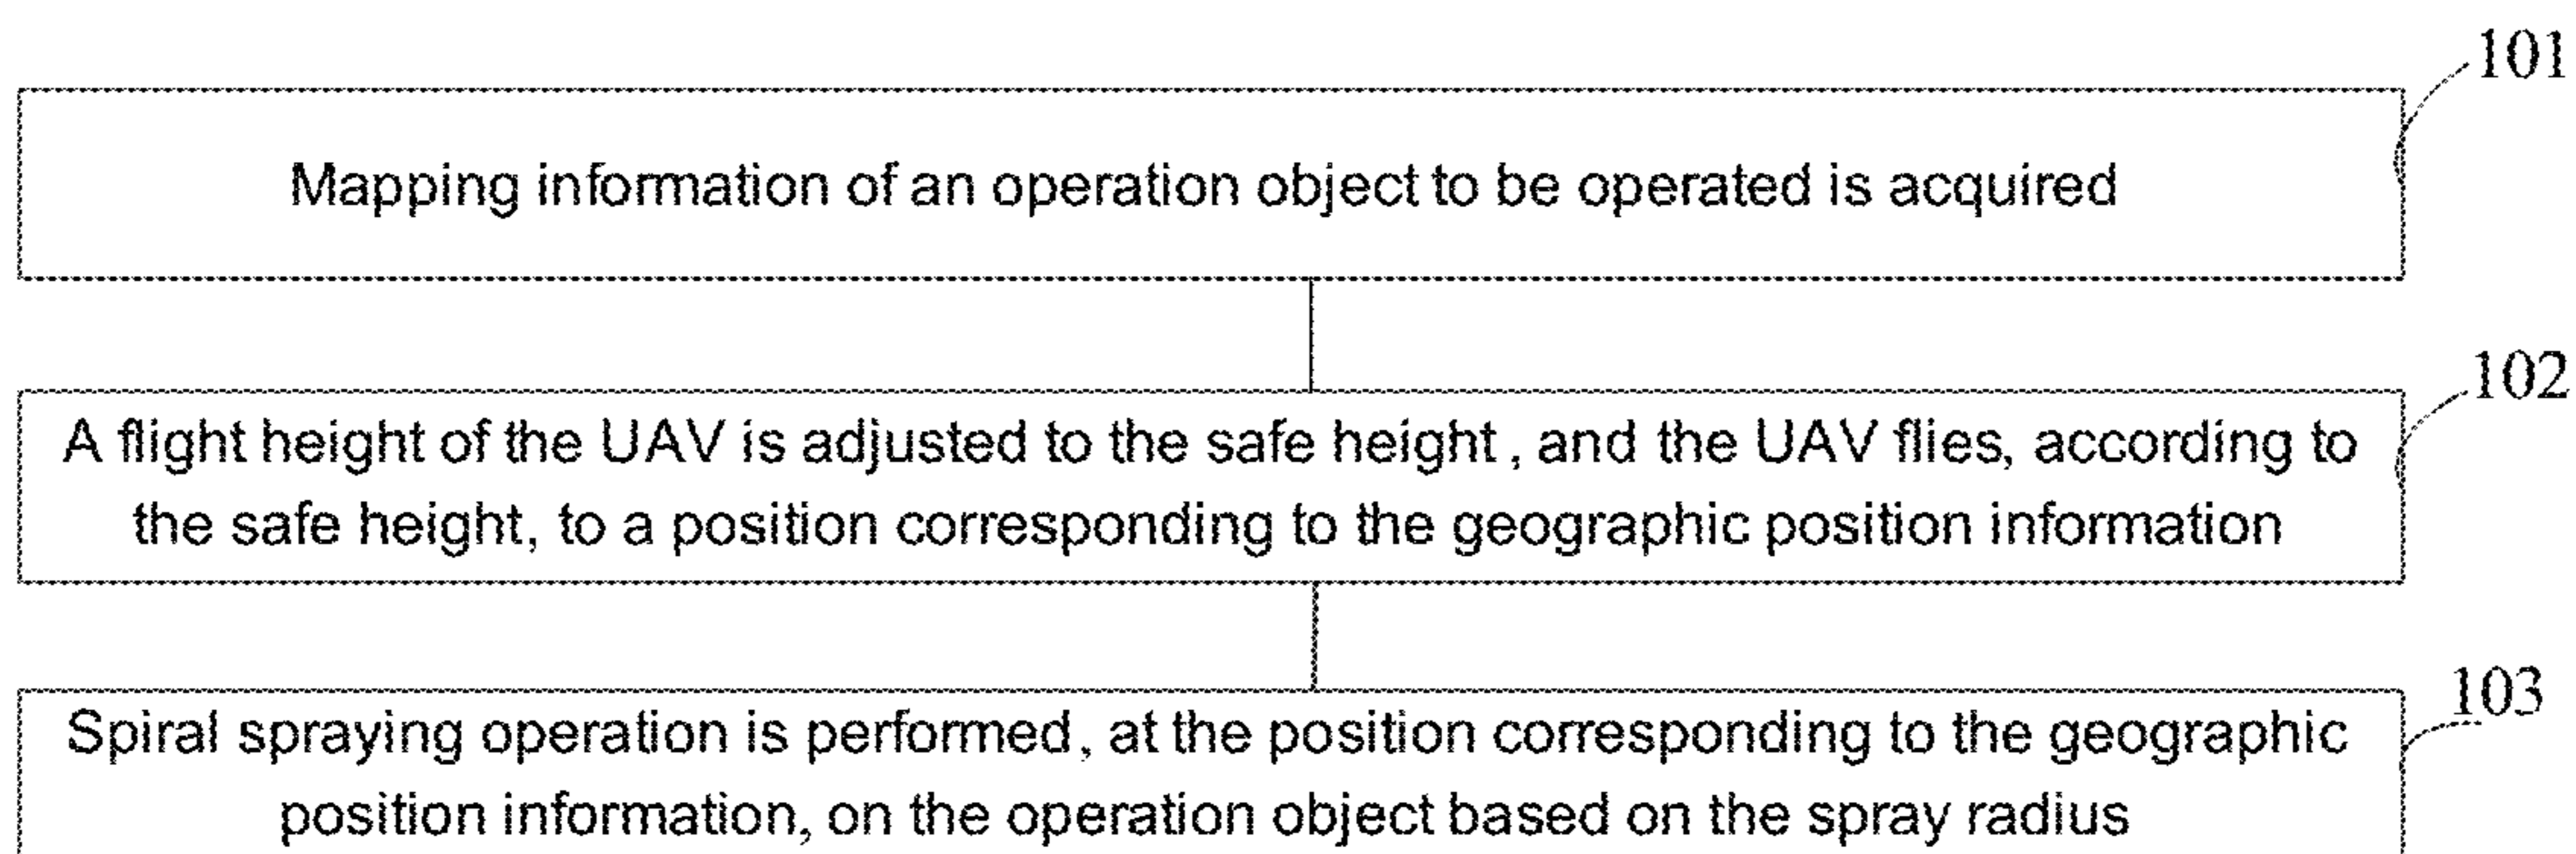 101
Mapping information of an operation object to be operated is acquired
102
A flight height of the UAV is adjusted to the safe height, and the UAV flies, according to
the safe height, to a position corresponding to the geographic position information
103
Spiral spraying operation is performed, at the position corresponding to the geographic
position information, on the operation object based on the spray radius